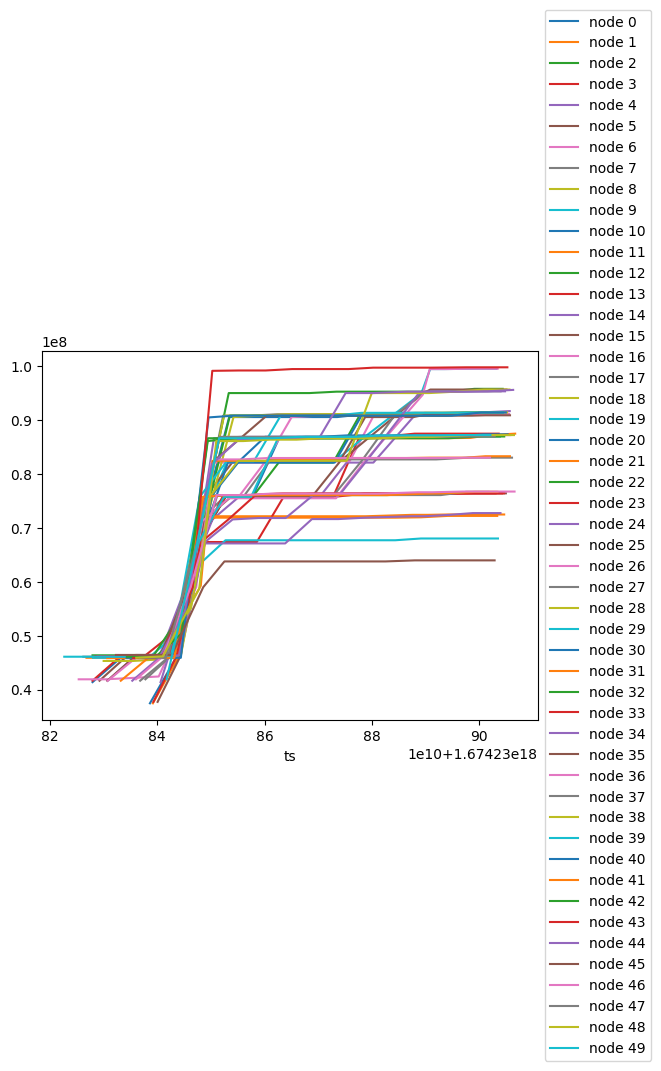 node 0
node 1
node 2
node 3
node 4
node 5
node 6
node 7
node 8
node 9
node 10
node 11
node 12
node 13
node 14
node 15
node 16
node 17
node 18
node 19
node 20
node 21
node 22
node 23
node 24
node 25
node 26
node 27
node 28
node 29
node 30
node 31
node 32
node 33
node 34
node 35
node 36
node 37
node 38
node 39
node 40
node 41
node 42
node 43
node 44
node 45
node 46
node 47
node 48
node 49
1e8
1.0
0.9
0.8
0.7
0.6
0.5
0.4
82 84 86 88 90
ts
1e10+1.67423e18